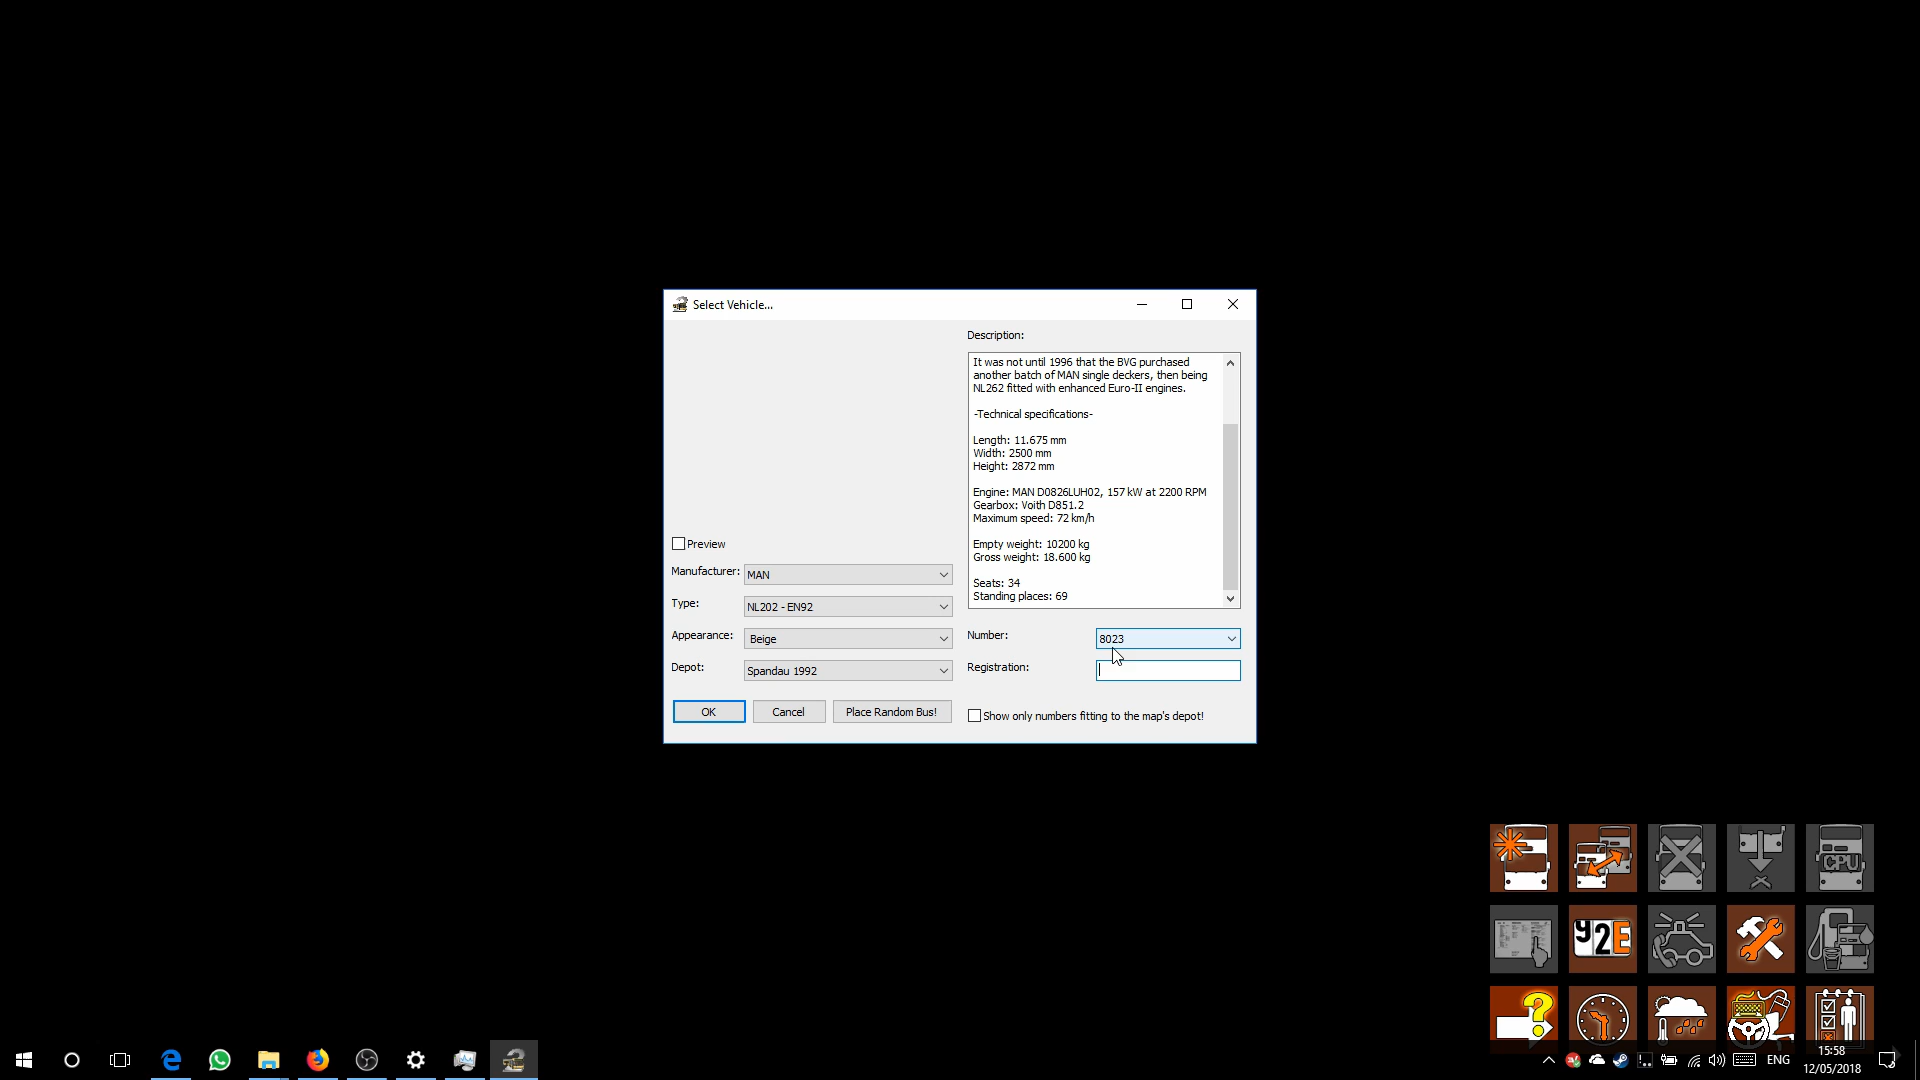 Select Vehicle...
Description:
It was not until 1996 that the BVG purchased
another batch of MAN single deckers, then being
NL262 fitted with enhanced Euro-II engines.
-Technical specifications-
Length: 11.675 mm
Width: 2500 mm
Height: 2872 mm
Engine: MAN D0826LUH02, 157 kW at 2200 RPM
Gearbox: Voith D851.2
Maximum speed: 72 km/h
Empty weight: 10200 kg
Gross weight: 18.600 kg
Seats: 34
Standing places: 69
Preview
Manufacturer: MAN
Type: NL202 - EN92
Appearance: Beige
Number: 8023
Depot: Spandau 1992
Registration:
OK Cancel Place Random Bus! Show only numbers fitting to the map's depot!
CPU
92E
?
ENG
15:58
12/05/2018